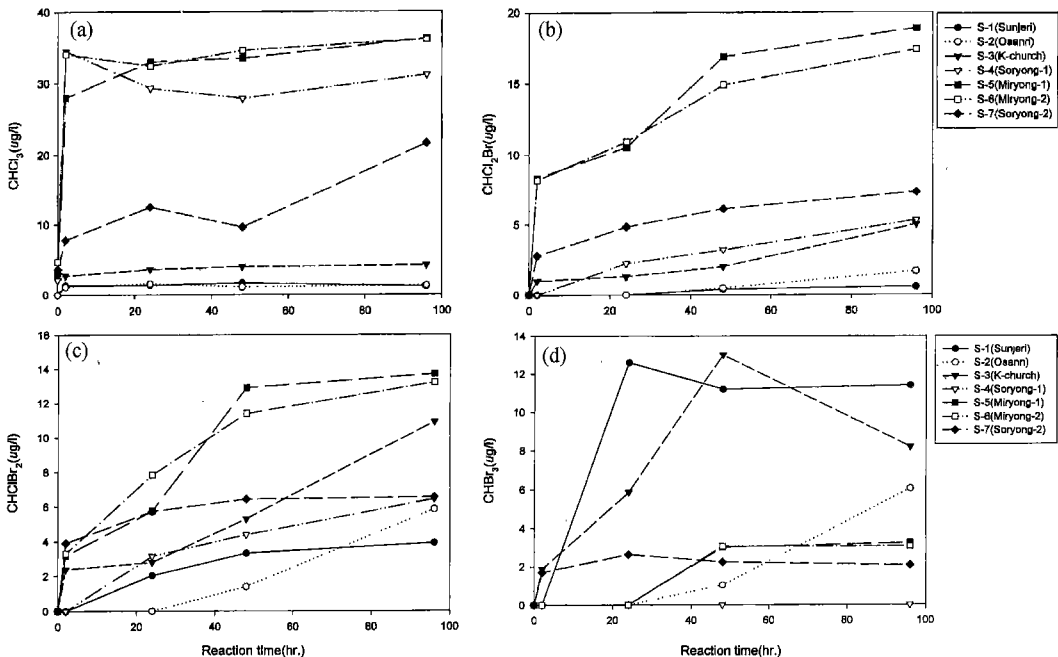 (a)
CHCl3(ug/l)
40
30
20
10
0
0 20 40 60 80 100
(b)
CHCl2Br(ug/l)
20
15
10
5
0
0 20 40 60 80 100
S-1(Sunjeri)
S-2(Osann)
S-3(K-church)
S-4(Soryong-1)
S-5(Miryong-1)
S-6(Miryong-2)
S-7(Soryong-2)
(c)
CHClBr2(ug/l)
18
16
14
12
10
8
6
4
2
0
0 20 40 60 80 100
Reaction time(hr.)
(d)
CHBr3(ug/l)
14
12
10
8
6
4
2
0
0 20 40 60 80 100
Reaction time(hr.)
S-1(Sunjeri)
S-2(Osann)
S-3(K-church)
S-4(Soryong-1)
S-5(Miryong-1)
S-6(Miryong-2)
S-7(Soryong-2)